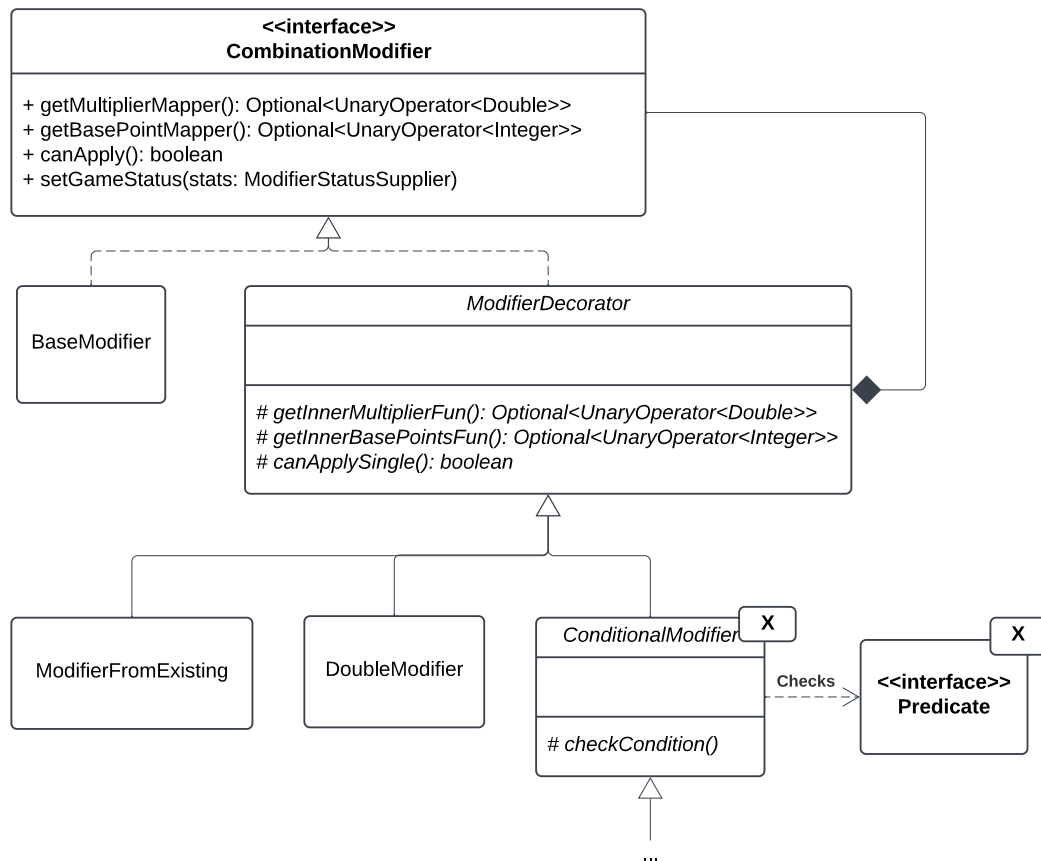 <<interface>>
CombinationModifier
+ getMultiplierMapper(): Optional<UnaryOperator<Double>>
+ getBasePointMapper(): Optional<UnaryOperator<Integer>>
+ canApply(): boolean
+ setGameStatus(stats: ModifierStatusSupplier)
BaseModifier
ModifierDecorator
# getInnerMultiplierFun(): Optional<UnaryOperator<Double>>
# getInnerBasePointsFun(): Optional<UnaryOperator<Integer>>
# canApplySingle(): boolean
ModifierFromExisting
DoubleModifier
ConditionalModifier
X
# checkCondition()
Checks
X
<<interface>>
Predicate
...